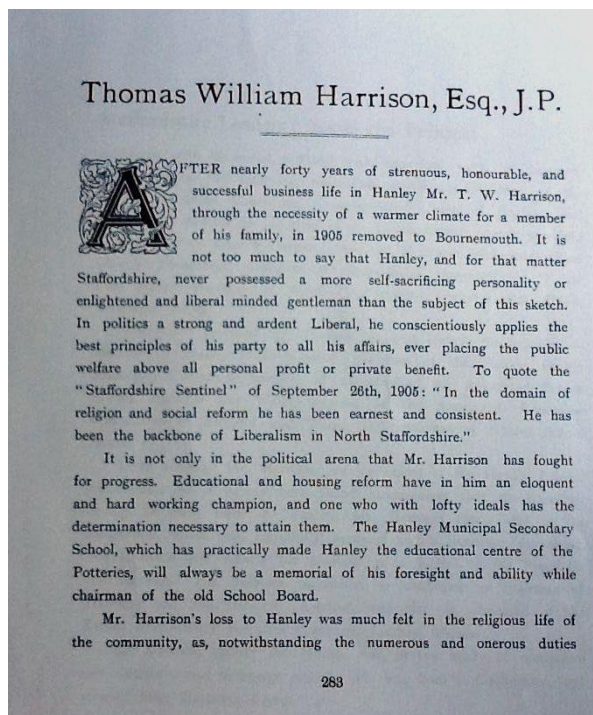 Thomas William Harrison, Esq., J.P.
AFTER nearly forty years of strenuous, honourable, and
successful business life in Hanley Mr. T. W. Harrison,
through the necessity of a warmer climate for a member
of his family, in 1905 removed to Bournemouth. It is
not too much to say that Hanley, and for that matter
Staffordshire, never possessed a more self-sacrificing personality or
enlightened and liberal minded gentleman than the subject of this sketch.
In politics a strong and ardent Liberal, he conscientiously applies the
best principles of his party to all his affairs, ever placing the public
welfare above all personal profit or private benefit. To quote the
"Staffordshire Sentinel" of September 26th, 1905: "In the domain of
religion and social reform he has been earnest and consistent. He has
been the backbone of Liberalism in North Staffordshire."
It is not only in the political arena that Mr. Harrison has fought
for progress. Educational and housing reform have in him an eloquent
and hard working champion, and one who with lofty ideals has the
determination necessary to attain them. The Hanley Municipal Secondary
School, which has practically made Hanley the educational centre of the
Potteries, will always be a memorial of his foresight and ability while
chairman of the old School Board.
Mr. Harrison's loss to Hanley was much felt in the religious life of
the community, as, notwithstanding the numerous and onerous duties
283